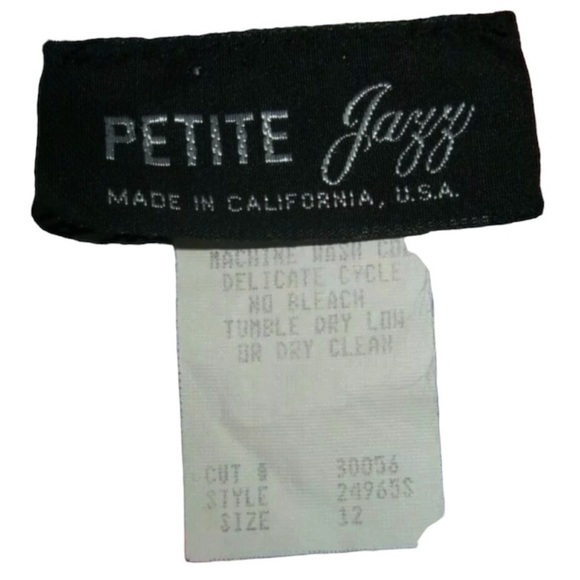 PETITE Jazz
MADE IN CALIFORNIA, U.S.A.
MACHINE WASH
DELICATE CYCLE
NO BLEACH
TUMBLE DRY LOW
OR DRY CLEAN
CUT # 30056
STYLE 24965S
SIZE 12